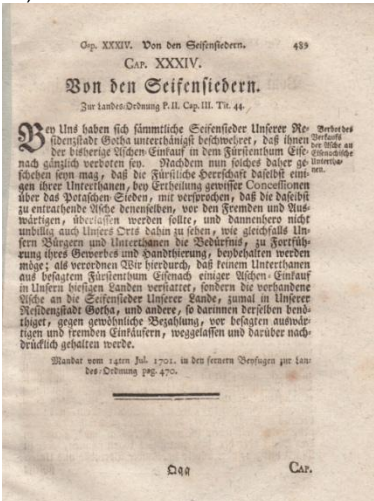 Cap. XXXIV. Von den Seifensiedern. 489
CAP. XXXIV.
Von den Seifensiedern.
Zur Landes-Ordnung P. II. Cap. III. Tit. 44.
Bey Uns haben sich sämmtliche Seifensieder Unserer Re-
sidenzstadt Gotha unterthänigst beschwehret, daß ihnen
der bisherige Aschen-Einkauf in dem Fürstenthum Eise-
nach gänzlich verboten sey. Nachdem nun solches daher ge-
schehen seyn mag, daß die Fürstliche Herrschaft daselbst eini-
gen ihrer Unterthanen, bey Ertheilung gewisser Concessionen
über das Potaschen-Sieden, mit versprochen, daß die daselbst
zu entrathende Asche denenselben, vor den Fremden und Aus-
wärtigen, überlassen werden sollte, und dannenhero nicht
unbillig auch Unsers Orts dahin zu sehen, wie gleichfalls Un-
sern Bürgern und Unterthanen die Bedürfnis, zu Fortfüh-
rung ihres Gewerbes und Handthierung, beybehalten werden
möge; als verordnen Wir hierdurch, daß keinem Unterthanen
aus besagtem Fürstenthum Eisenach einiger Aschen-Einkauf
in Unsern hiesigen Landen verstattet, sondern die vorhandene
Asche an die Seifensieder Unserer Lande, zumal in Unserer
Residenzstadt Gotha, und andere, so darinnen derselben benö-
thiget, gegen gewöhnliche Bezahlung, vor besagten auswär-
tigen und fremden Einkäufern, weggelassen und darüber nach-
drücklich gehalten werde.
Verbot des
Verkaufs
der Asche an
Eisenachische
Untertha-
nen.
Mandat vom 14ten Jul. 1702. in den fernern Beyfugen zur Lan-
des-Ordnung pag. 470.
Qqq CAP.